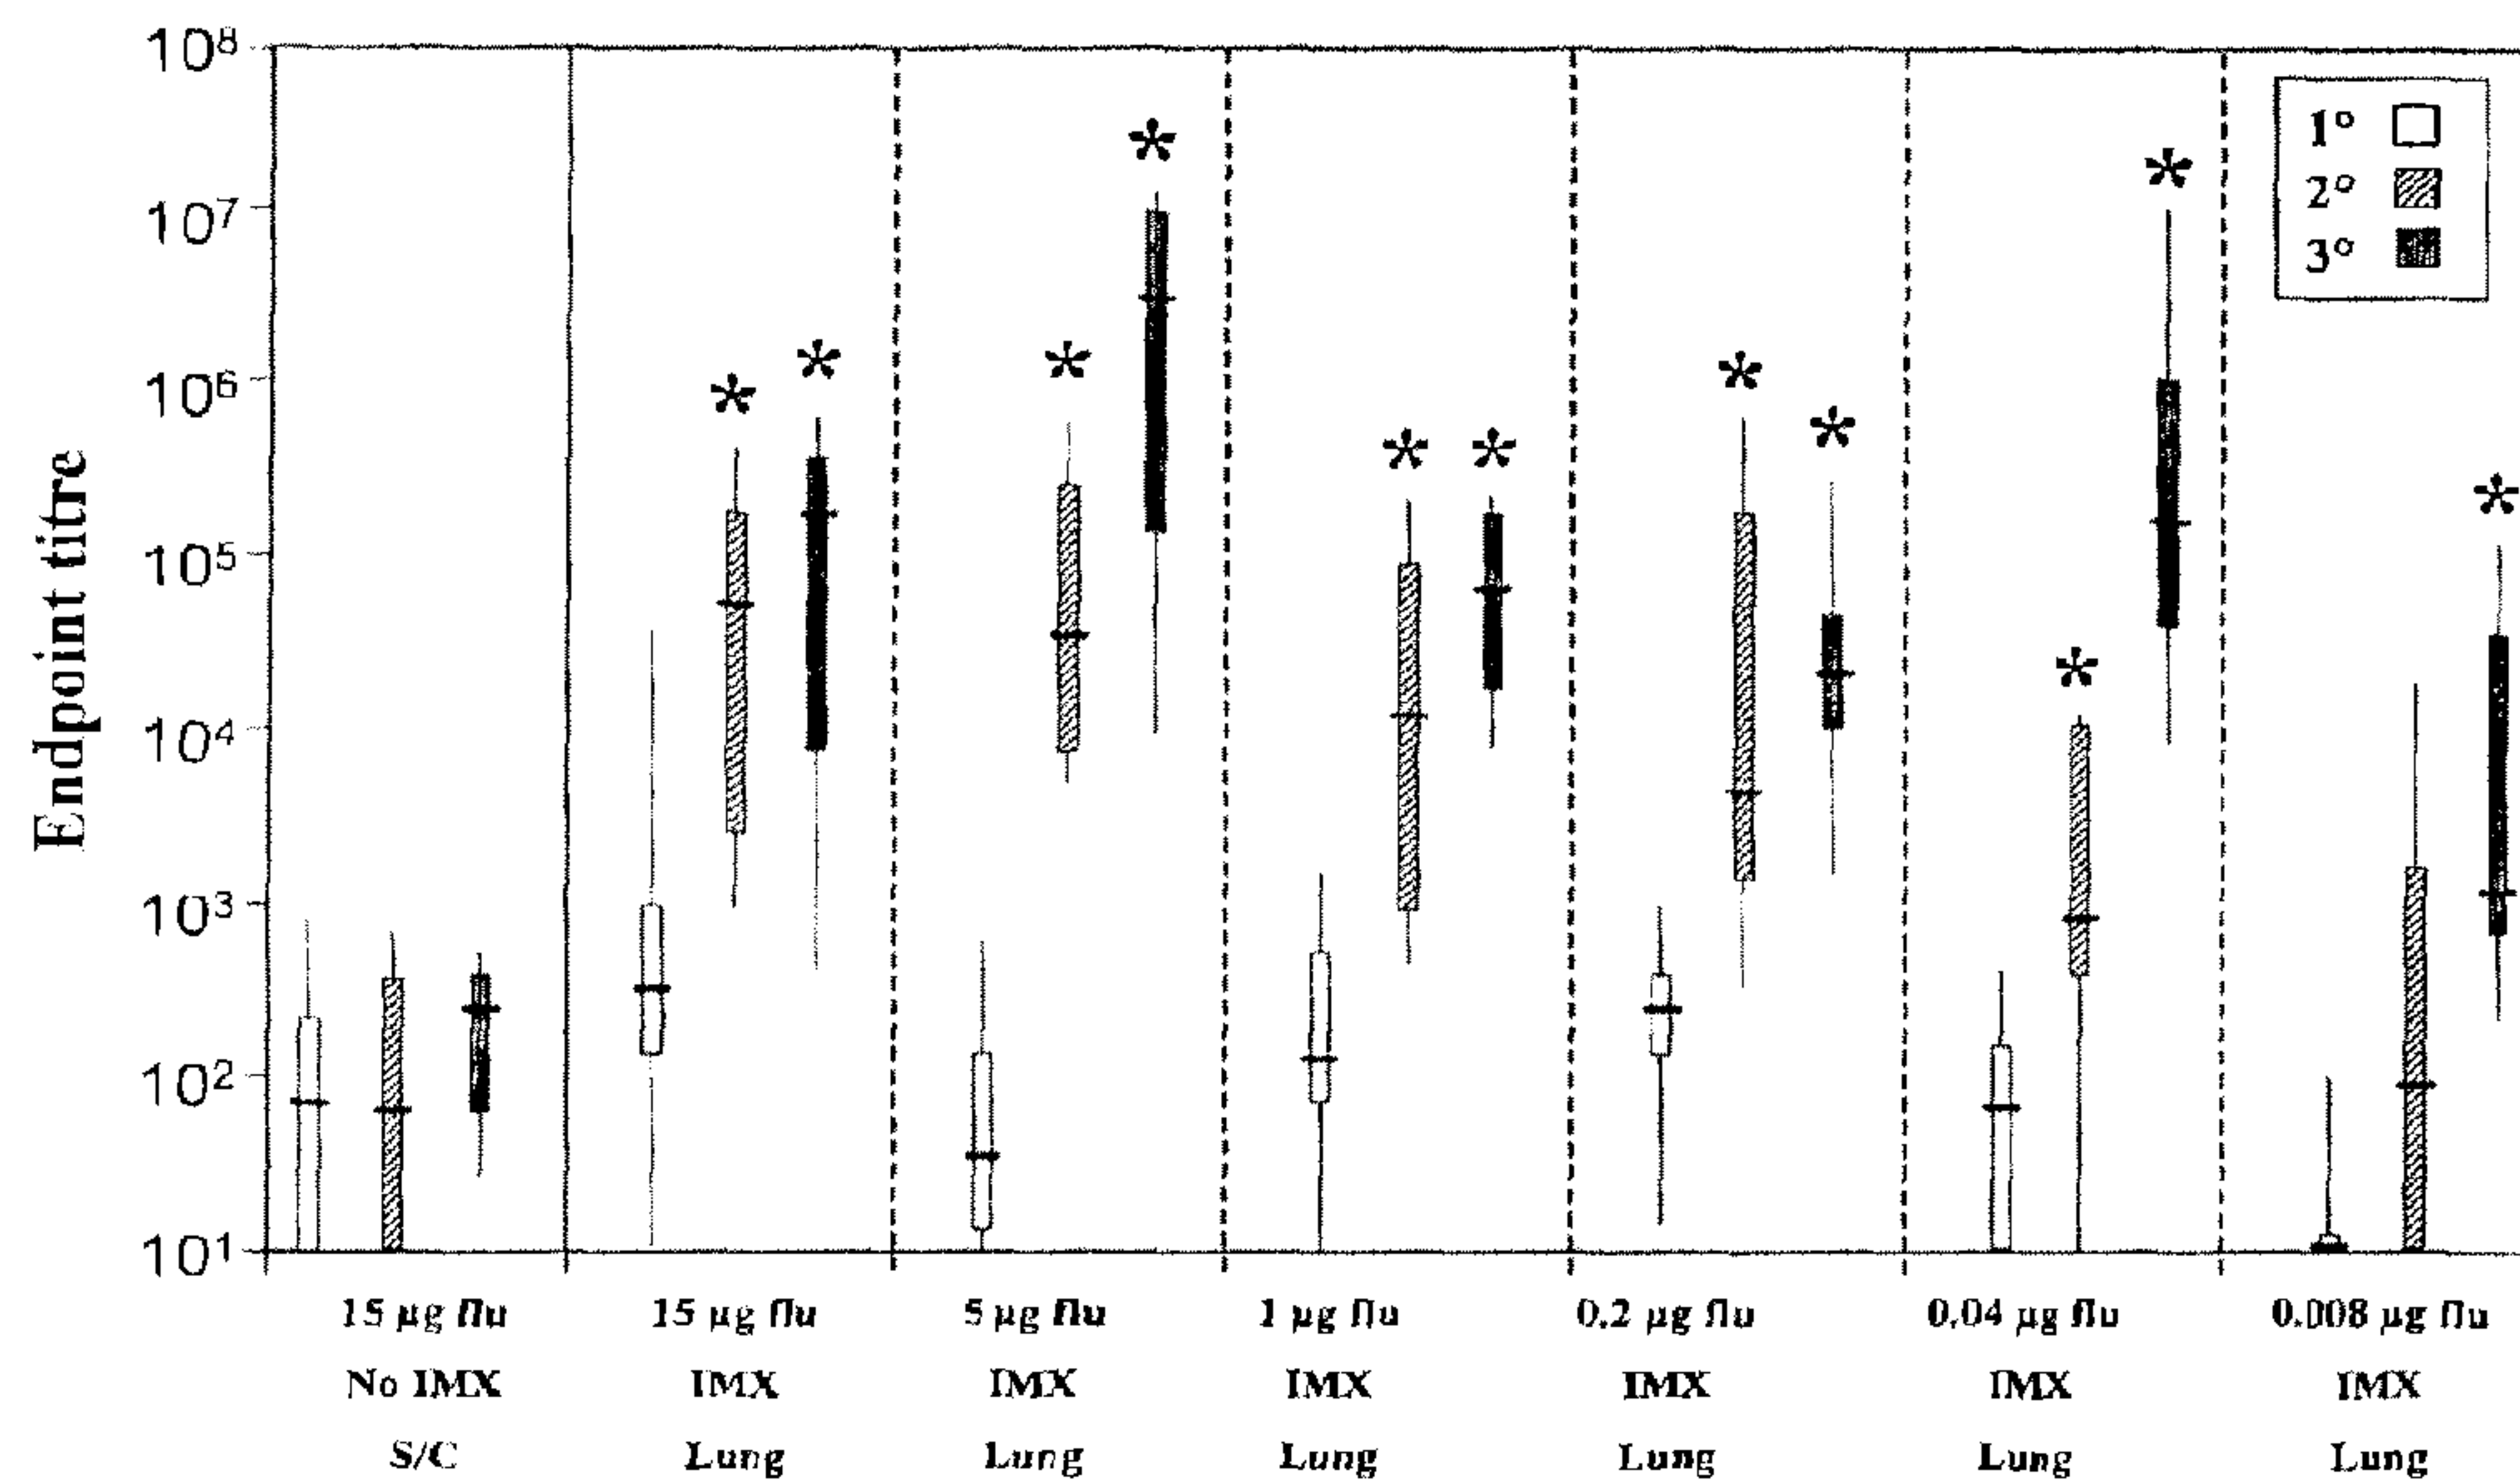 Endpoint titre
10⁸
10⁷
10⁶
10⁵
10⁴
10³
10²
10¹
*
*
*
*
*
*
*
*
*
*
*
1°
2°
3°
15 µg flu
No IMX
S/C
15 µg flu
IMX
Lung
5 µg flu
IMX
Lung
1 µg flu
IMX
Lung
0.2 µg flu
IMX
Lung
0.04 µg flu
IMX
Lung
0.008 µg flu
IMX
Lung